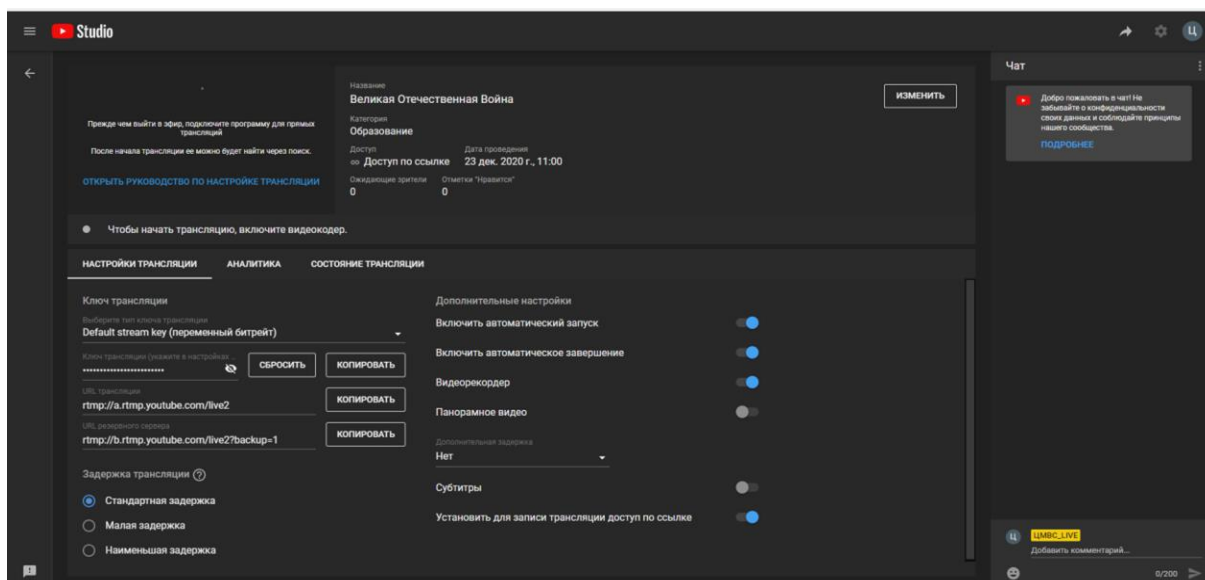 Studio
Ц
Прежде чем выйти в эфир, подключите программу для прямых
трансляций
После начала трансляции ее можно будет найти через поиск.
ОТКРЫТЬ РУКОВОДСТВО ПО НАСТРОЙКЕ ТРАНСЛЯЦИИ
Название
Великая Отечественная Война
ИЗМЕНИТЬ
Категория
Образование
Доступ
Дата проведения
Доступ по ссылке
23 дек. 2020 г., 11:00
Ожидающие зрители
Отметки "Нравится"
0
0
Чтобы начать трансляцию, включите видеокодер.
НАСТРОЙКИ ТРАНСЛЯЦИИ
АНАЛИТИКА
СОСТОЯНИЕ ТРАНСЛЯЦИИ
Ключ трансляции
Выберите тип ключа трансляции
Default stream key (переменный битрейт)
Ключ трансляции (укажите в настройках ...
••••••••••••••••••••••••
СБРОСИТЬ
КОПИРОВАТЬ
URL трансляции
rtmp://a.rtmp.youtube.com/live2
КОПИРОВАТЬ
URL резервного сервера
rtmp://b.rtmp.youtube.com/live2?backup=1
КОПИРОВАТЬ
Задержка трансляции ?
Стандартная задержка
Малая задержка
Наименьшая задержка
Дополнительные настройки
Включить автоматический запуск
Включить автоматическое завершение
Видеорекордер
Панорамное видео
Дополнительная задержка
Нет
Субтитры
Установить для записи трансляции доступ по ссылке
Чат
Добро пожаловать в чат! Не
забывайте о конфиденциальности
своих данных и соблюдайте принципы
нашего сообщества.
ПОДРОБНЕЕ
Ц
ЦМВС_LIVE
Добавить комментарий...
0/200